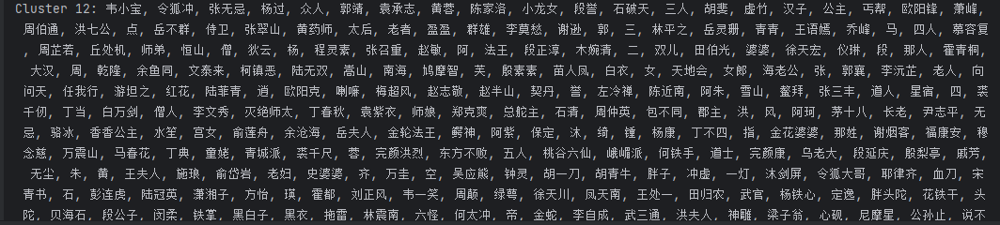 Cluster 12: 韦小宝, 令狐冲, 张无忌, 杨过, 众人, 郭靖, 袁承志, 黄蓉, 陈家洛, 小龙女, 段誉, 石破天, 三人, 胡斐, 虚竹, 汉子, 公主, 丐帮, 欧阳锋, 萧峰,
周伯通, 洪七公, 点, 岳不群, 侍卫, 张翠山, 黄药师, 太后, 老者, 盈盈, 群雄, 李莫愁, 谢逊, 郭, 三, 林平之, 岳灵珊, 青青, 王语嫣, 乔峰, 马, 四人, 慕容复
, 周芷若, 丘处机, 师弟, 恒山, 僧, 狄云, 杨, 程灵素, 张召重, 赵敏, 阿, 法王, 段正淳, 木婉清, 二, 双儿, 田伯光, 婆婆, 徐天宏, 仪琳, 段, 那人, 霍青桐,
大汉, 周, 乾隆, 余鱼同, 文泰来, 柯镇恶, 陆无双, 嵩山, 南海, 鸠摩智, 芙, 殷素素, 苗人凤, 白衣, 女, 天地会, 女郎, 海老公, 张, 郭襄, 李沅芷, 老人, 向
问天, 任我行, 游坦之, 红花, 陆菲青, 逍, 欧阳克, 喇嘛, 梅超风, 赵志敬, 赵半山, 契丹, 誉, 左冷禅, 陈近南, 阿朱, 雪山, 鳌拜, 张三丰, 道人, 星宿, 四, 裘
千仞, 丁当, 白万剑, 僧人, 李文秀, 灭绝师太, 丁春秋, 袁紫衣, 师娘, 郑克爽, 总舵主, 石清, 周仲英, 包不同, 郡主, 洪, 风, 阿珂, 茅十八, 长老, 尹志平, 无
忌, 骆冰, 香香公主, 水笙, 宫女, 俞莲舟, 余沧海, 岳夫人, 金轮法王, 鳄神, 阿紫, 保定, 沐, 绮, 锺, 杨康, 丁不四, 指, 金花婆婆, 那姓, 谢烟客, 福康安, 穆
念慈, 万震山, 马春花, 丁典, 童姥, 青城派, 裘千尺, 蓉, 完颜洪烈, 东方不败, 五人, 桃谷六仙, 峨嵋派, 何铁手, 道士, 完颜康, 乌老大, 段延庆, 殷梨亭, 戚芳,
无尘, 朱, 黄, 王夫人, 施琅, 俞岱岩, 老妇, 史婆婆, 齐, 万圭, 空, 吴应熊, 钟灵, 胡一刀, 胡青牛, 胖子, 冲虚, 一灯, 沐剑屏, 令狐大哥, 耶律齐, 血刀, 宋
青书, 石, 彭连虎, 陆冠英, 潇湘子, 方怡, 瑛, 霍都, 刘正风, 韦一笑, 周颠, 绿萼, 徐天川, 凤天南, 王处一, 田归农, 武官, 杨铁心, 定逸, 胖头陀, 花铁干, 头
陀, 贝海石, 段公子, 闵柔, 铁掌, 黑白子, 黑衣, 拖雷, 林震南, 六怪, 何太冲, 帝, 金蛇, 李自成, 武三通, 洪夫人, 神雕, 梁子翁, 心砚, 尼摩星, 公孙止, 说不